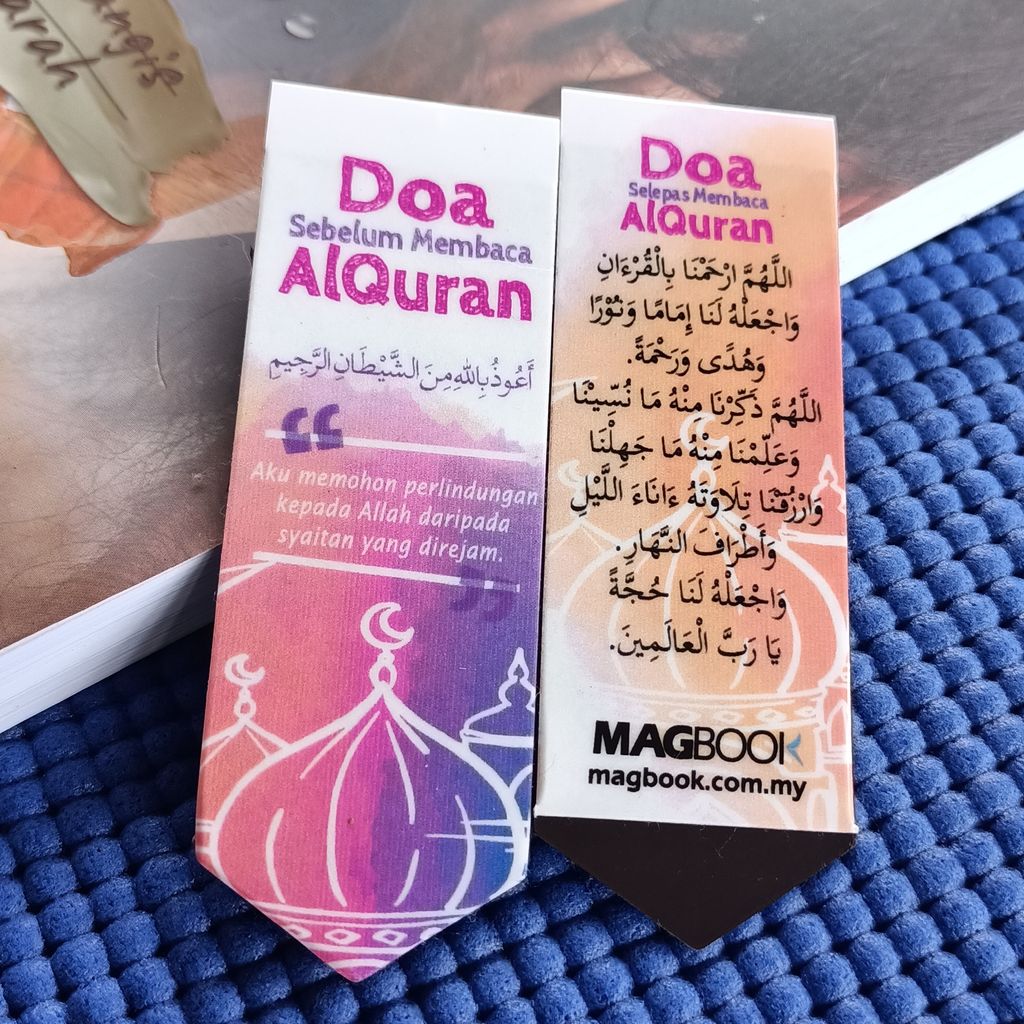 angis
arah
Doa
Sebelum Membaca
AlQuran
أَعُوذُ بِاللهِ مِنَ الشَّيْطَانِ الرَّجِيمِ
“
Aku memohon perlindungan
kepada Allah daripada
syaitan yang direjam.
”
Doa
Selepas Membaca
AlQuran
اللَّهُمَّ ارْحَمْنَا بِالْقُرْءَانِ
وَاجْعَلْهُ لَنَا إِمَامًا وَنُوْرًا
وَهُدًى وَرَحْمَةً.
اللَّهُمَّ ذَكِّرْنَا مِنْهُ مَا نُسِّيْنَا
وَعَلِّمْنَا مِنْهُ مَا جَهِلْنَا
وَارْزُقْنَا تِلَاوَتَهُ ءَانَاءَ اللَّيْلِ
وَأَطْرَافَ النَّهَارِ.
وَاجْعَلْهُ لَنَا حُجَّةً
يَا رَبَّ الْعَالَمِينَ.
MAGBOOK
magbook.com.my